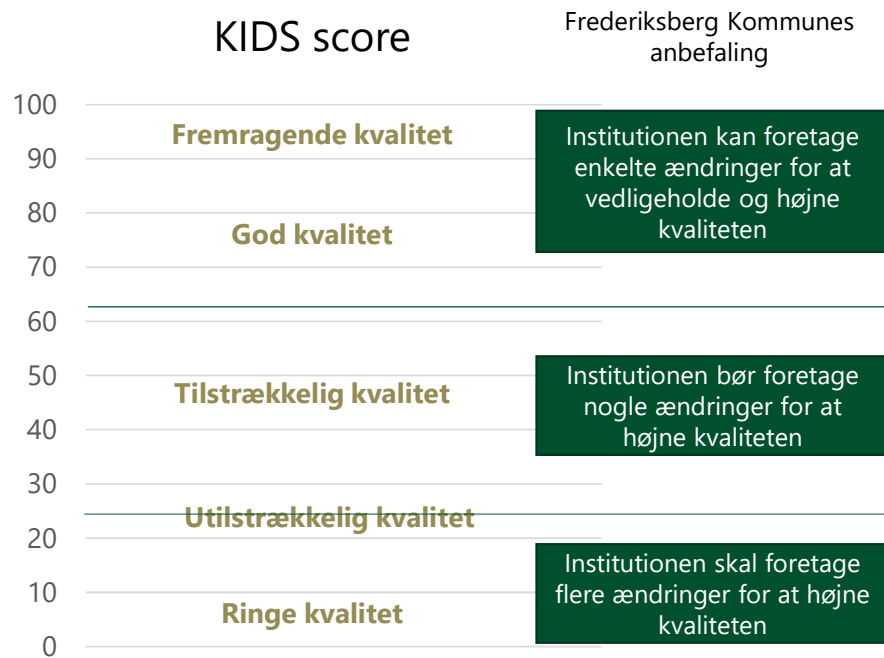 KIDS score
Frederiksberg Kommunes
anbefaling
100
Fremragende kvalitet
90
80
God kvalitet
70
Institutionen kan foretage
enkelte ændringer for at
vedligeholde og højne
kvaliteten
60
50
Tilstrækkelig kvalitet
40
30
Institutionen bør foretage
nogle ændringer for at
højne kvaliteten
Utilstrækkelig kvalitet
20
10
Ringe kvalitet
0
Institutionen skal foretage
flere ændringer for at højne
kvaliteten